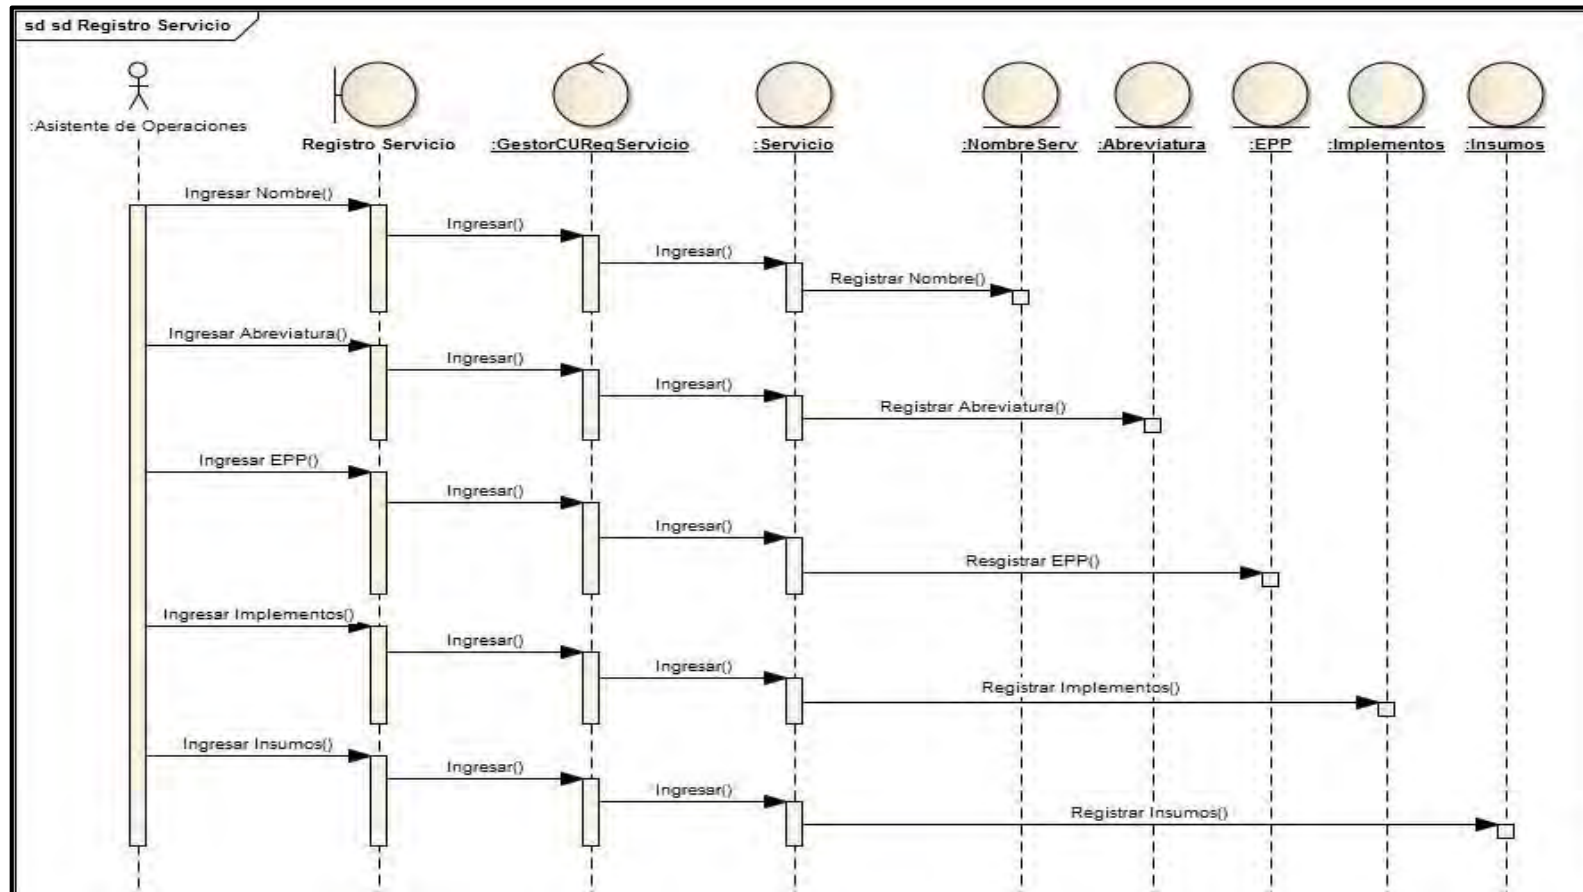 sd sd Registro Servicio
:Asistente de Operaciones
Registro Servicio
:GestorCURegServicio
:Servicio
:NombreServ
:Abreviatura
:EPP
:Implementos
:Insumos
Ingresar Nombre()
Ingresar()
Ingresar()
Registrar Nombre()
Ingresar Abreviatura()
Ingresar()
Ingresar()
Registrar Abreviatura()
Ingresar EPP()
Ingresar()
Ingresar()
Resgistrar EPP()
Ingresar Implementos()
Ingresar()
Ingresar()
Registrar Implementos()
Ingresar Insumos()
Ingresar()
Ingresar()
Registrar Insumos()